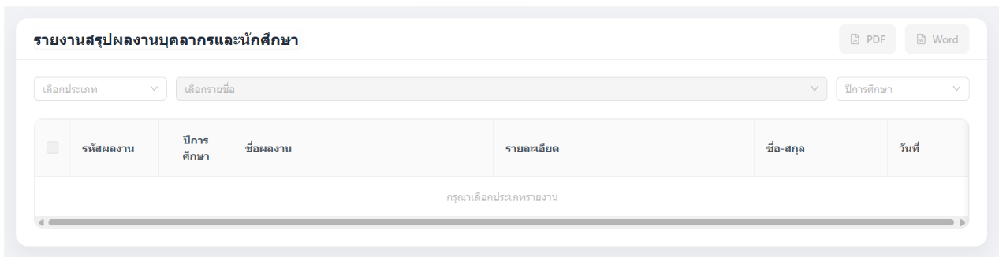 รายงานสรุปผลงานบุคลากรและนักศึกษา
PDF
Word
เลือกประเภท
เลือกรายชื่อ
ปีการศึกษา
รหัสผลงาน
ปีการ
ศึกษา
ชื่อผลงาน
รายละเอียด
ชื่อ-สกุล
วันที่
กรุณาเลือกประเภทรายงาน